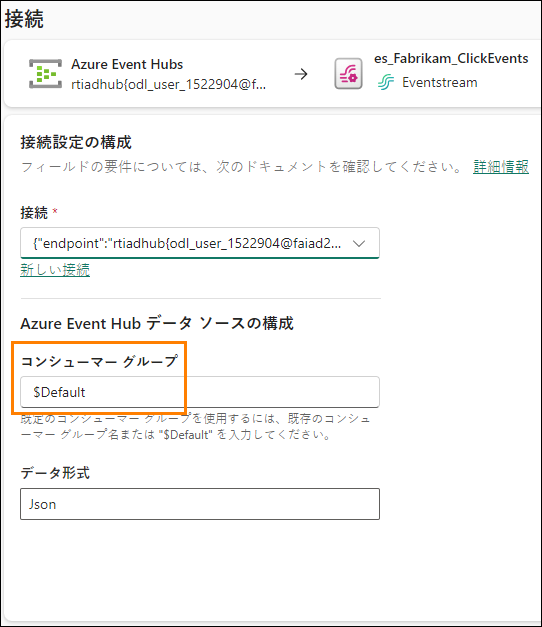 接続
Azure Event Hubs
rtiadhub{odl_user_1522904@fa...
es_Fabrikam_ClickEvents
Eventstream
接続設定の構成
フィールドの要件については、次のドキュメントを確認してください。 詳細情報
接続 *
{"endpoint":"rtiadhub{odl_user_1522904@faiad2...
新しい接続
Azure Event Hub データ ソースの構成
コンシューマー グループ
$Default
既定のコンシューマー グループを使用するには、既存のコンシュ
ーマー グループ名または "$Default" を入力してください。
データ形式
Json